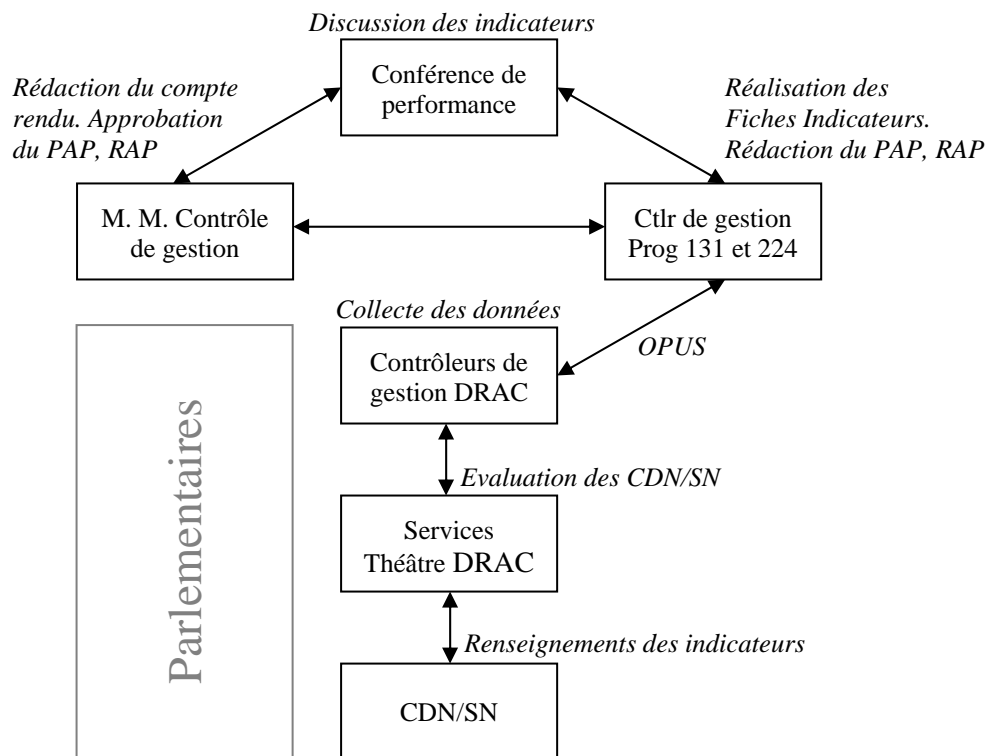 Discussion des indicateurs
Conférence de
performance
Rédaction du compte
rendu. Approbation
du PAP, RAP
Réalisation des
Fiches Indicateurs.
Rédaction du PAP, RAP
M. M. Contrôle
de gestion
Ctlr de gestion
Prog 131 et 224
Collecte des données
OPUS
Contrôleurs de
gestion DRAC
Evaluation des CDN/SN
Services
Théâtre DRAC
Renseignements des indicateurs
CDN/SN
Parlementaires